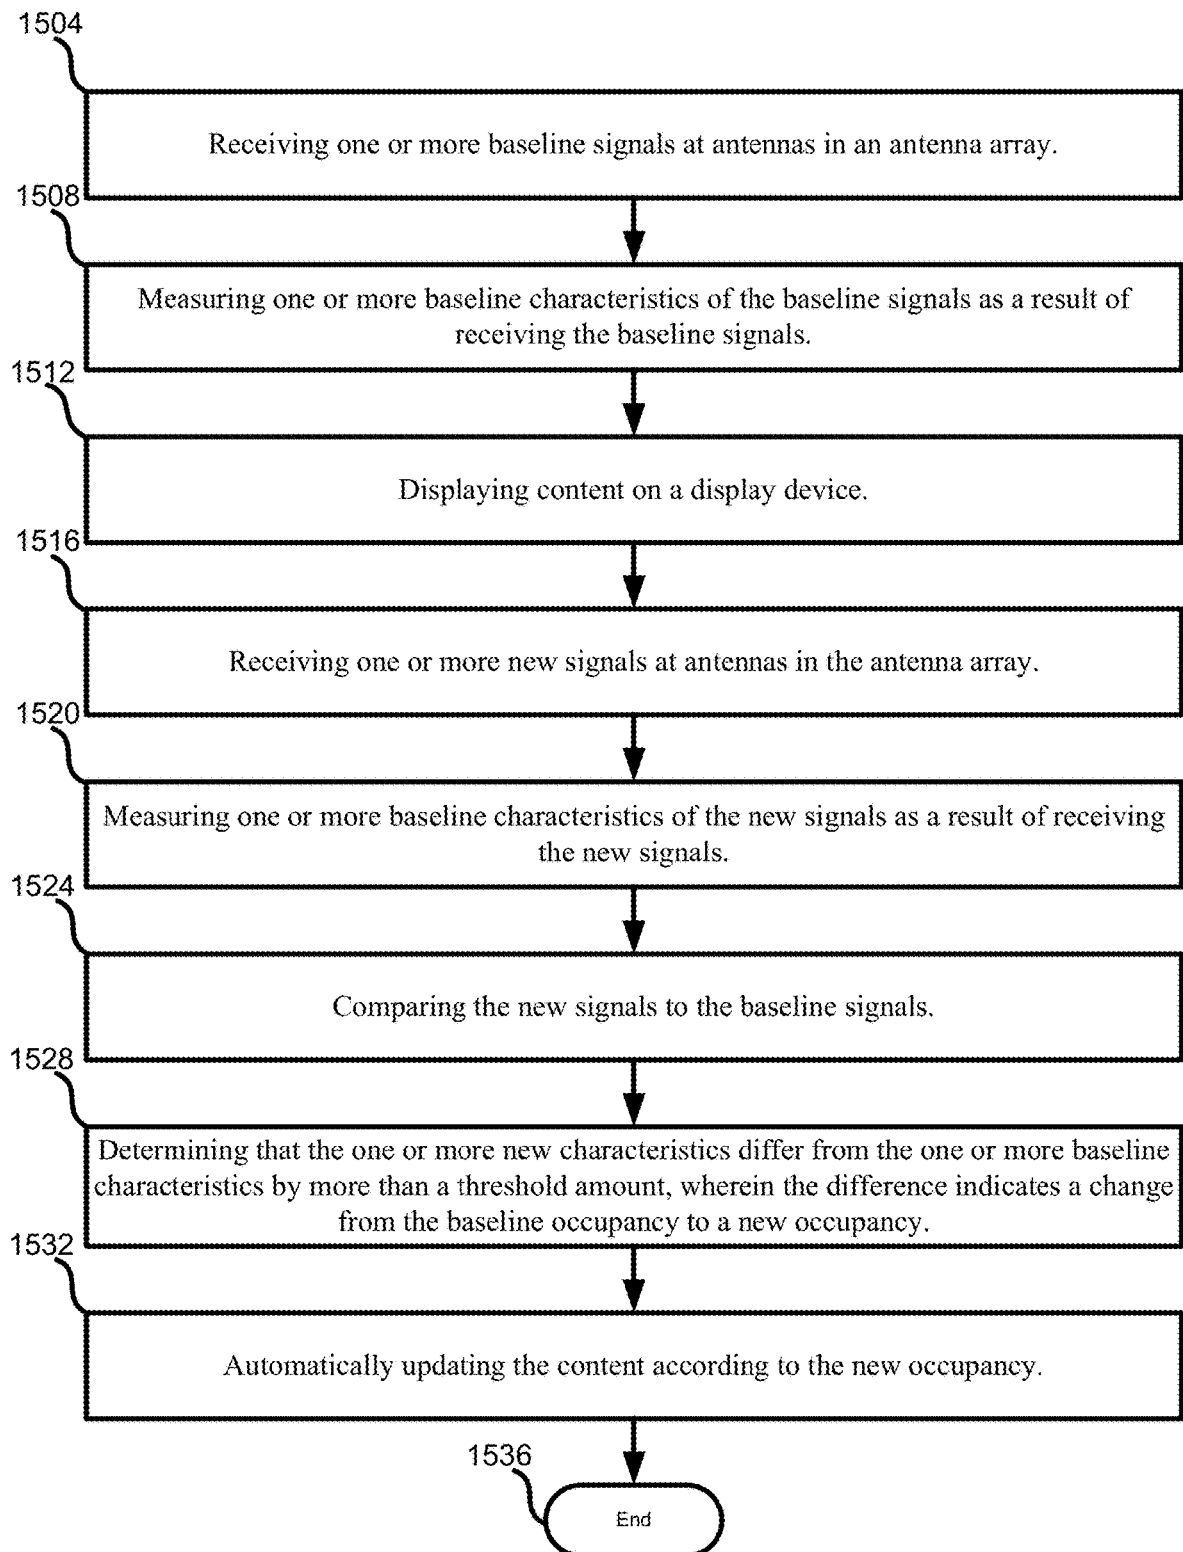 1504
Receiving one or more baseline signals at antennas in an antenna array.
1508
Measuring one or more baseline characteristics of the baseline signals as a result of
receiving the baseline signals.
1512
Displaying content on a display device.
1516
Receiving one or more new signals at antennas in the antenna array.
1520
Measuring one or more baseline characteristics of the new signals as a result of receiving
the new signals.
1524
Comparing the new signals to the baseline signals.
1528
Determining that the one or more new characteristics differ from the one or more baseline
characteristics by more than a threshold amount, wherein the difference indicates a change
from the baseline occupancy to a new occupancy.
1532
Automatically updating the content according to the new occupancy.
1536
End